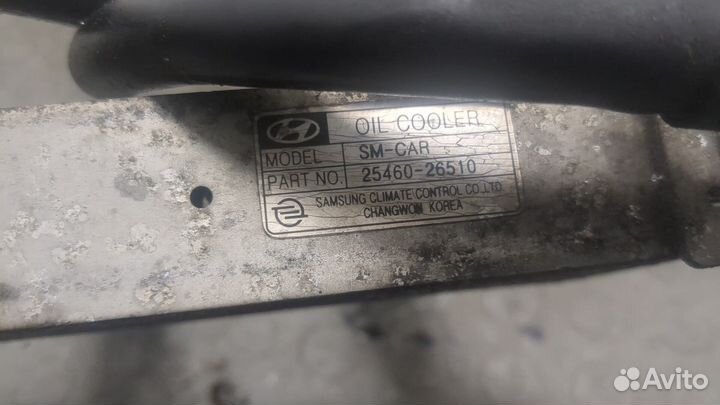 OIL COOLER
MODEL SM-CAR
PART NO. 25460-26510
SAMSUNG CLIMATE CONTROL CO.,LTD.
CHANGWON KOREA
Avito